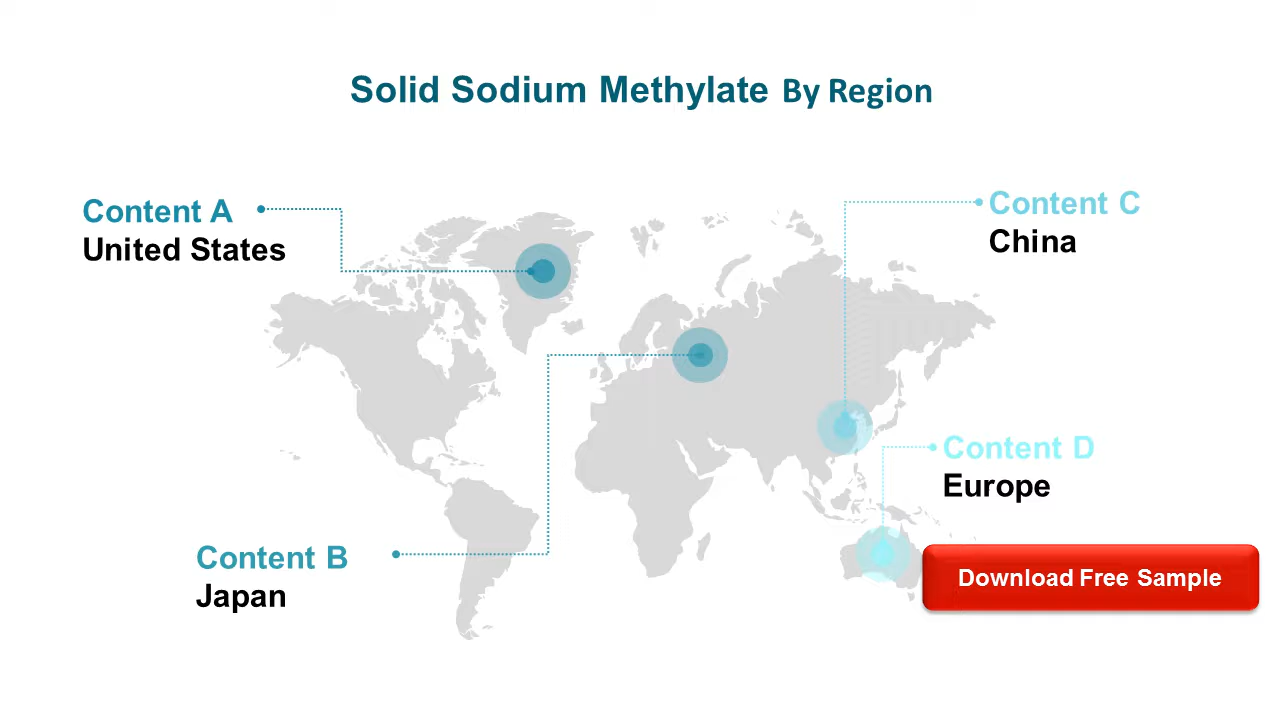 Solid Sodium Methylate By Region
Content A
United States
Content C
China
Content D
Europe
Content B
Japan
Download Free Sample